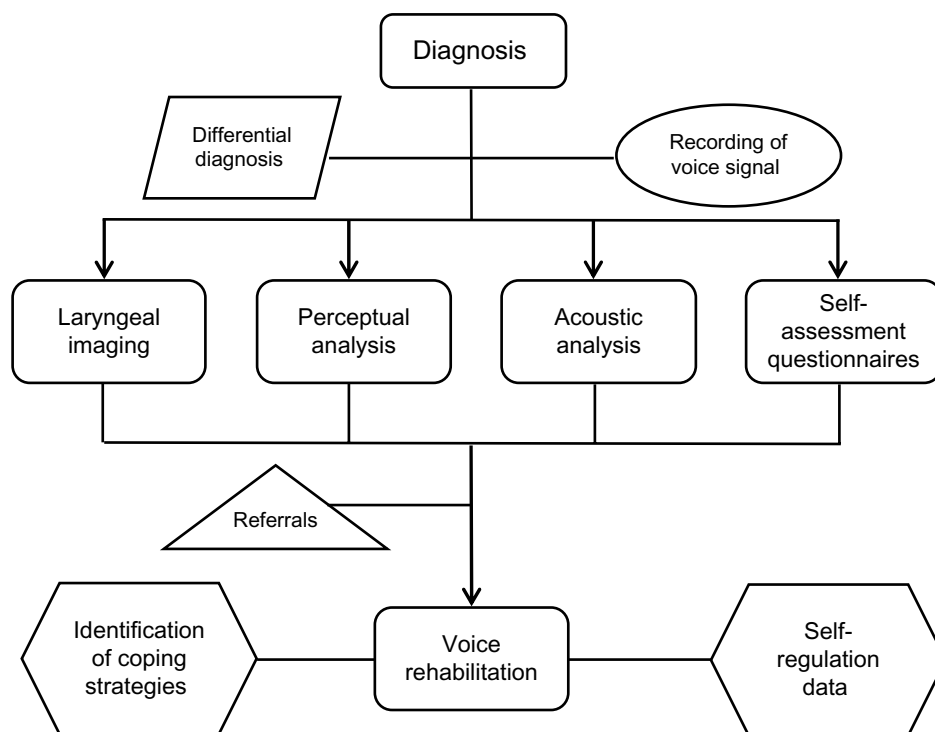 Diagnosis
Differential
diagnosis
Recording of
voice signal
Laryngeal
imaging
Perceptual
analysis
Acoustic
analysis
Self-
assessment
questionnaires
Referrals
Identification
of coping
strategies
Voice
rehabilitation
Self-
regulation
data